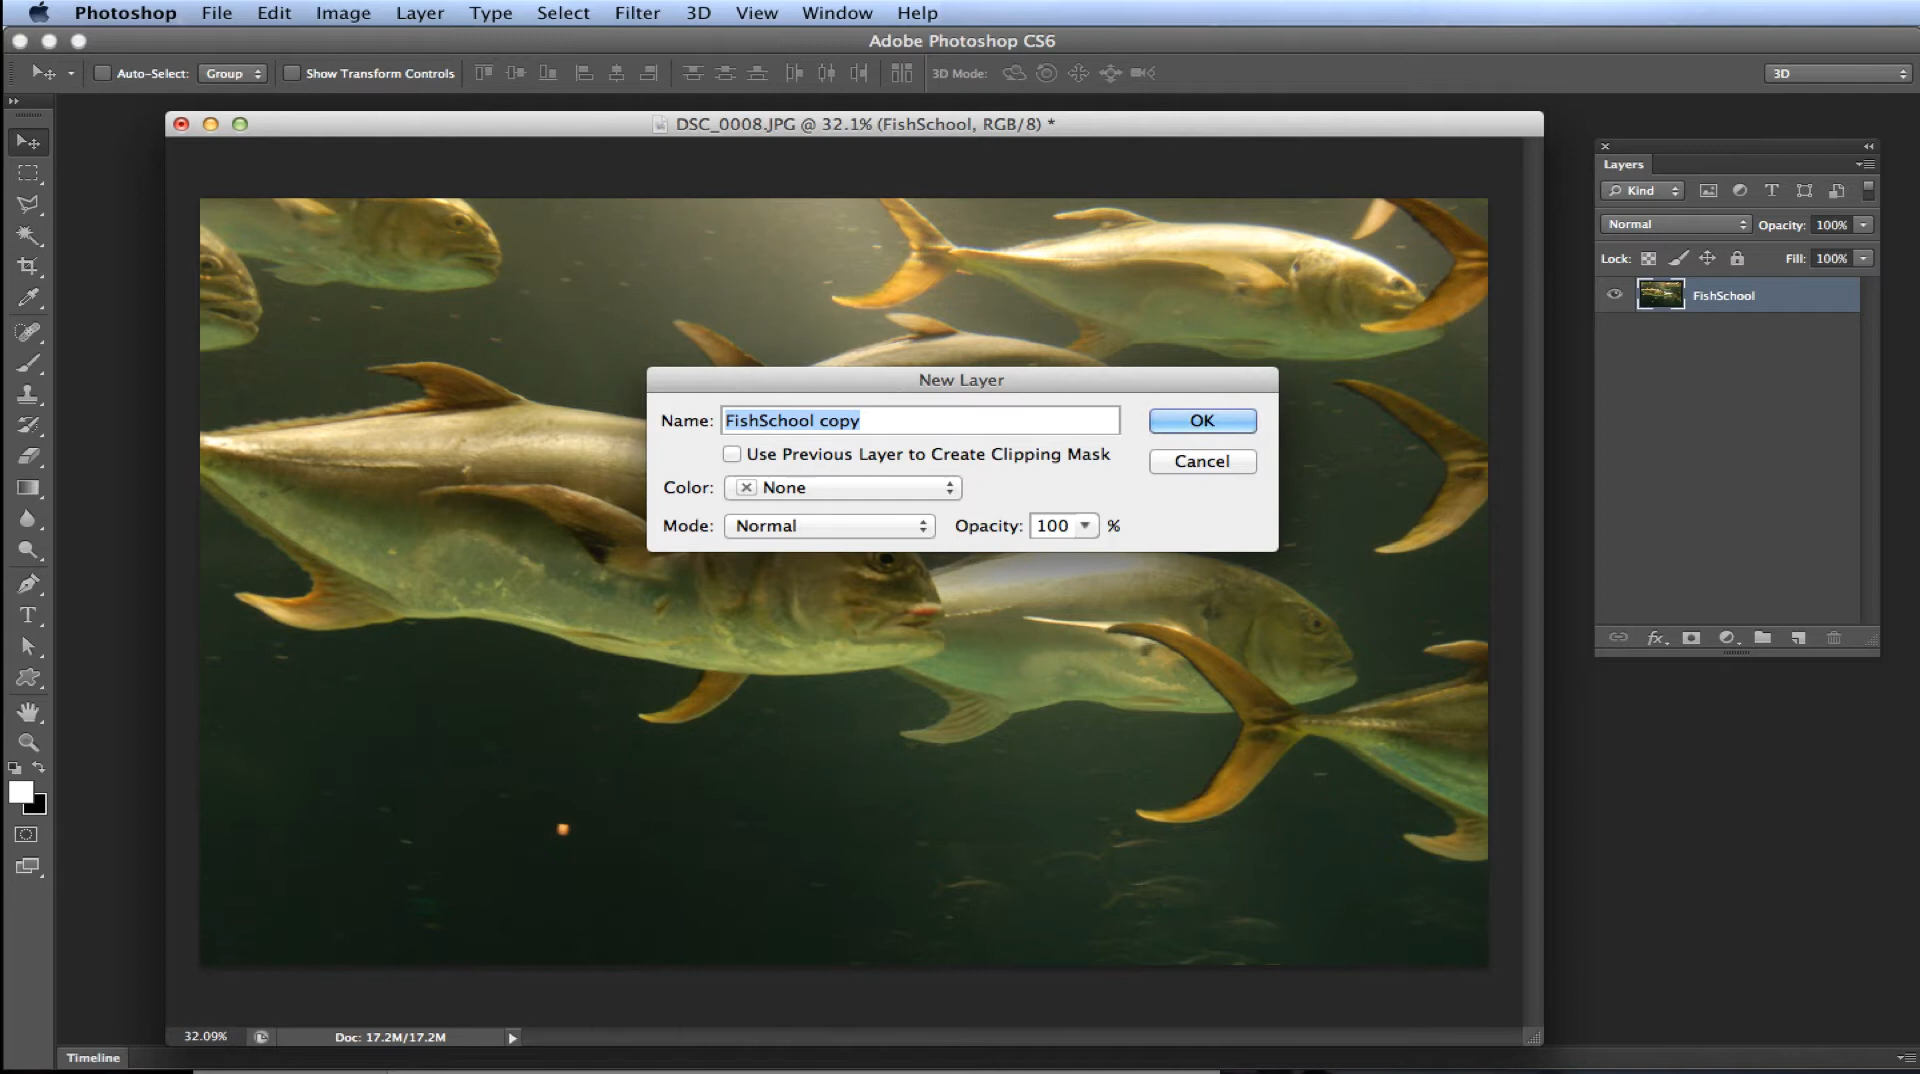 Photoshop File Edit Image Layer Type Select Filter 3D View Window Help
Adobe Photoshop CS6
Auto-Select: Group Show Transform Controls 3D Mode: 3D
DSC_0008.JPG @ 32.1% (FishSchool, RGB/8) *
Layers
Kind
Normal Opacity: 100%
Lock: Fill: 100%
FishSchool
New Layer
Name: FishSchool copy OK
Use Previous Layer to Create Clipping Mask
Cancel
Color: None
Mode: Normal Opacity: 100 %
fx
T
32.09% Doc: 17.2M/17.2M
Timeline